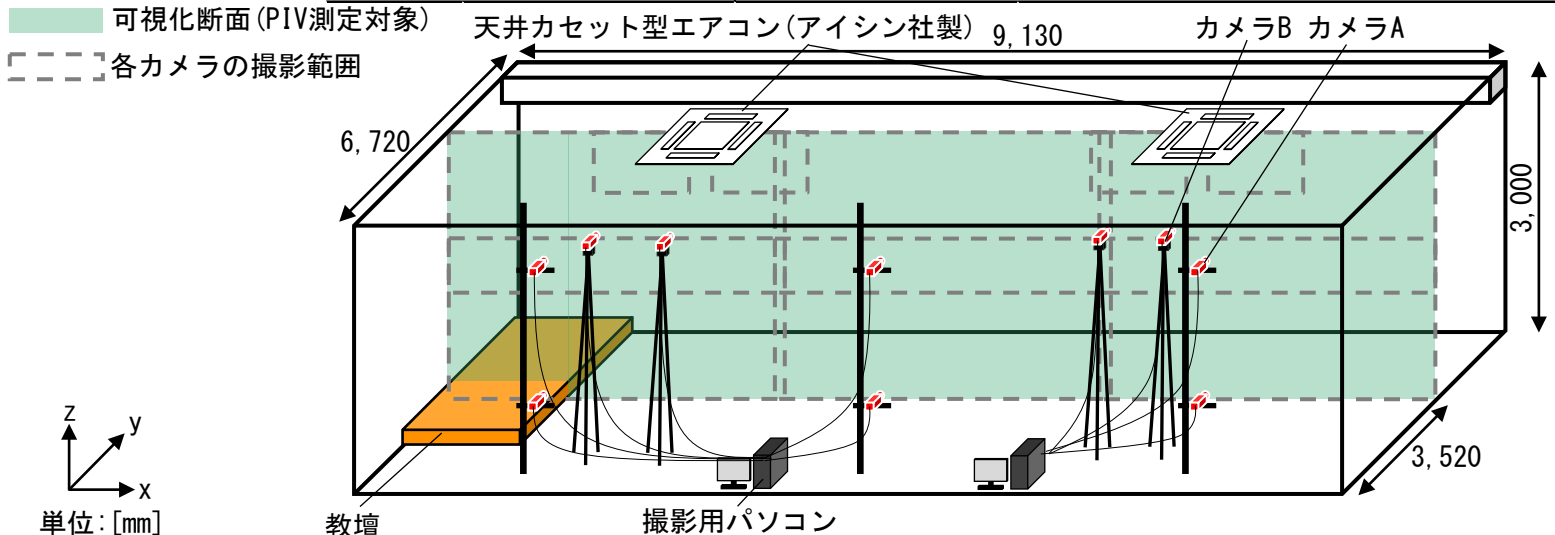 可視化断面(PIV測定対象)
各カメラの撮影範囲
天井カセット型エアコン(アイシン社製)
9,130
カメラB カメラA
6,720
3,000
3,520
z
y
x
単位:[mm]
教壇
撮影用パソコン